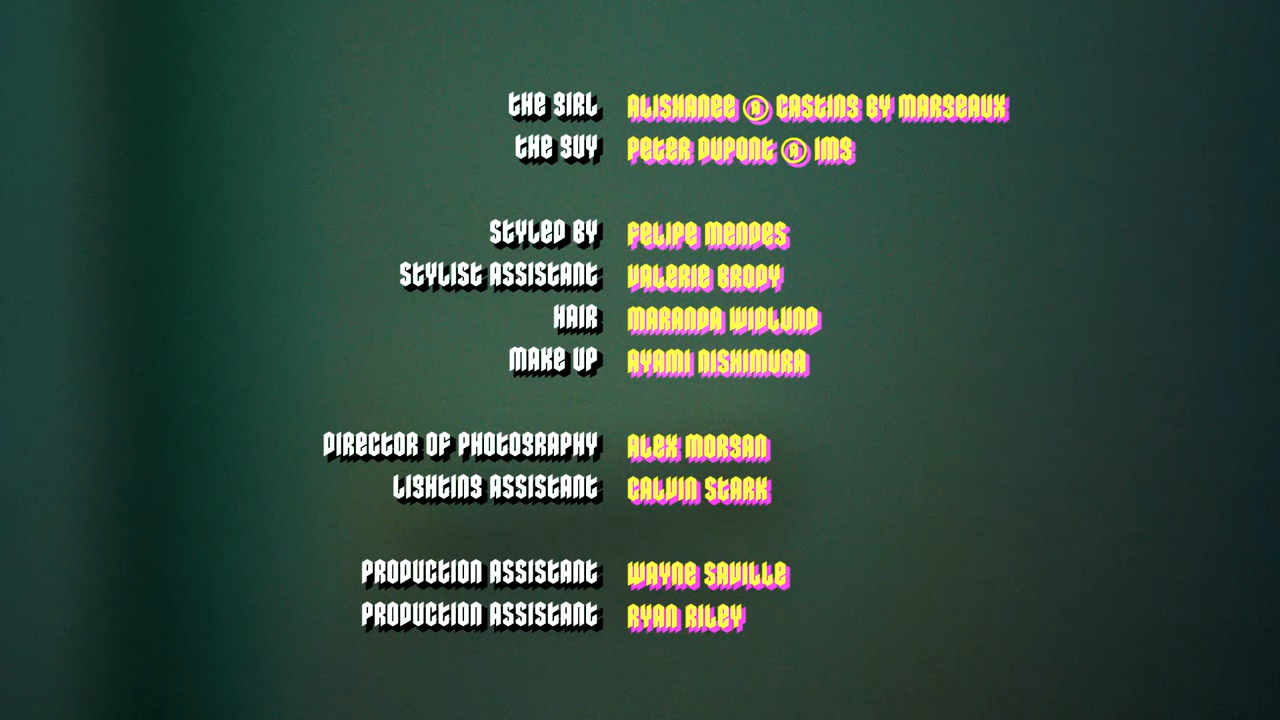 THE GIRL ALISHANEE @ CASTING BY MARSEAUX
THE GUY PETER DUPONT @ IMG
STYLED BY FELIPE MENDES
STYLIST ASSISTANT VALERIE BRODY
HAIR MARANDA WIDLUND
MAKE UP AYAMI NISHIMURA
DIRECTOR OF PHOTOGRAPHY ALEX MORGAN
LIGHTING ASSISTANT CALVIN STARK
PRODUCTION ASSISTANT WAYNE SAVILLE
PRODUCTION ASSISTANT RYAN RILEY